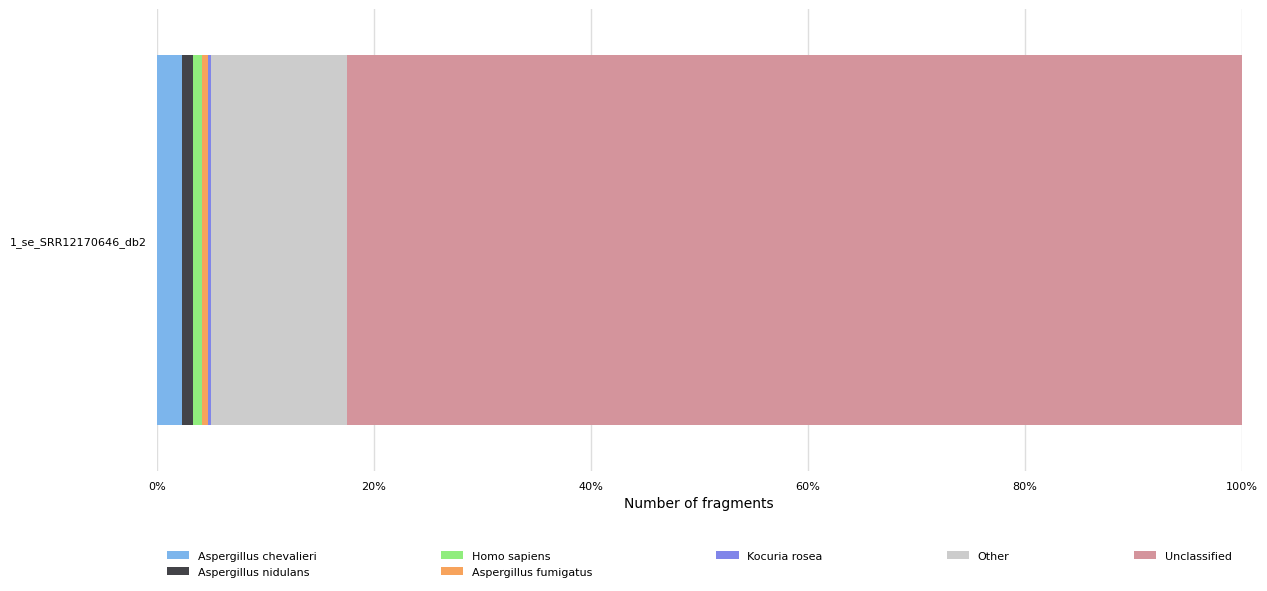 1_se_SRR12170646_db2
0% 20% 40% 60% 80% 100%
Number of fragments
Aspergillus chevalieri Homo sapiens Kocuria rosea Other Unclassified
Aspergillus nidulans Aspergillus fumigatus